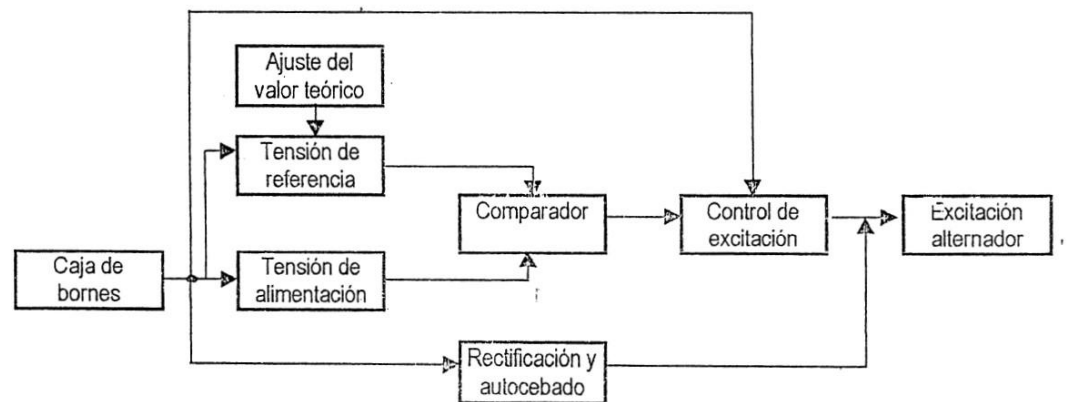 Ajuste del
valor teórico
Tensión de
referencia
Comparador
Control de
excitación
Excitación
alternador
Caja de
bornes
Tensión de
alimentación
Rectificación y
autocebado